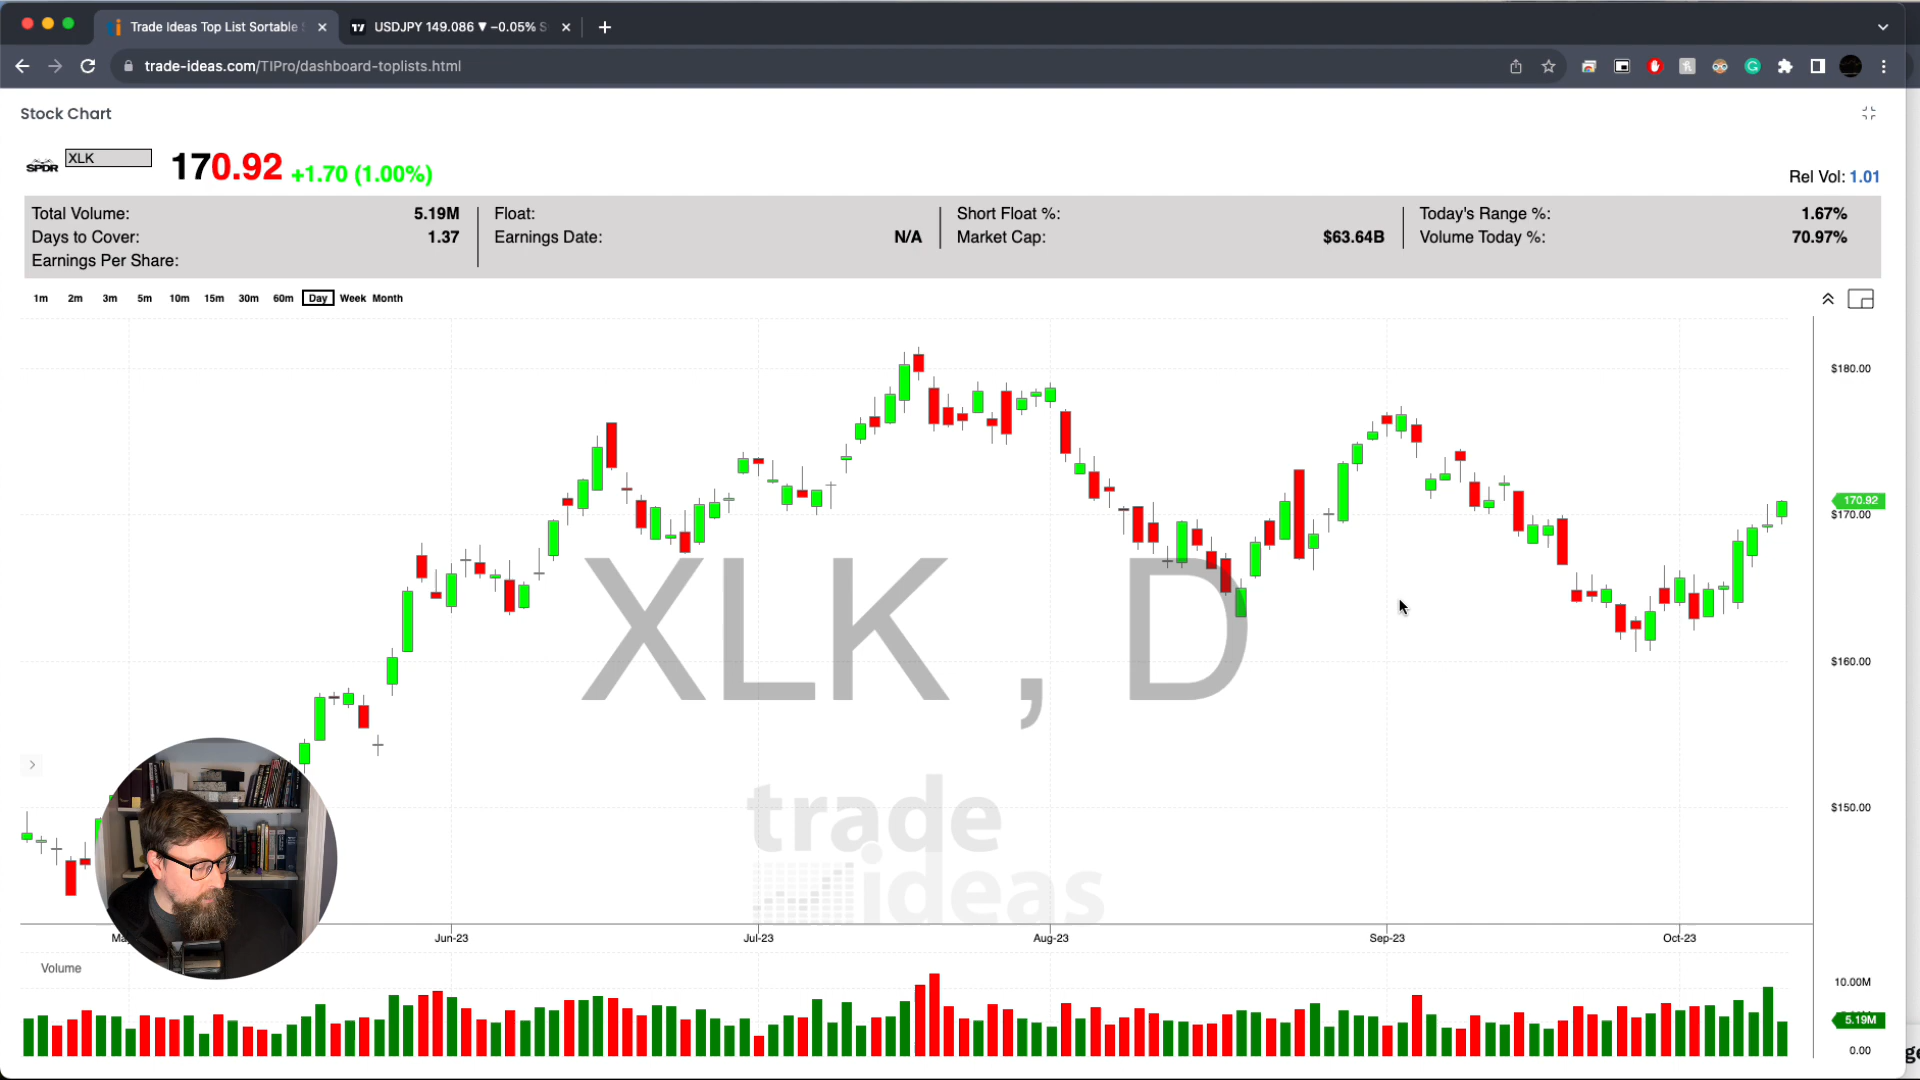 Trade Ideas Top List Sortable
USDJPY 149.086 ▼ −0.05%
trade-ideas.com/TIPro/dashboard-toplists.html
Stock Chart
SPDR
XLK
170.92
+1.70 (1.00%)
Rel Vol: 1.01
Total Volume: 5.19M
Float:
Short Float %:
Today's Range %: 1.67%
Days to Cover: 1.37
Earnings Date: N/A
Market Cap: $63.64B
Volume Today %: 70.97%
Earnings Per Share:
1m 2m 3m 5m 10m 15m 30m 60m Day Week Month
$180.00
170.92
$170.00
$160.00
$150.00
XLK , D
trade
ideas
Jun-23 Jul-23 Aug-23 Sep-23 Oct-23
Volume
10.00M
5.19M
0.00